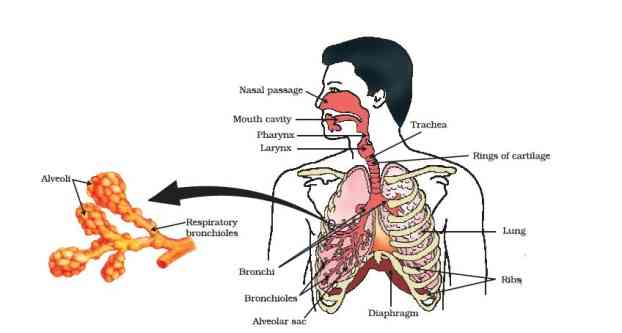 Nasal passage
Mouth cavity
Pharynx
Larynx
Trachea
Rings of cartilage
Alveoli
Respiratory
bronchioles
Lung
Bronchi
Ribs
Bronchioles
Diaphragm
Alveolar sac